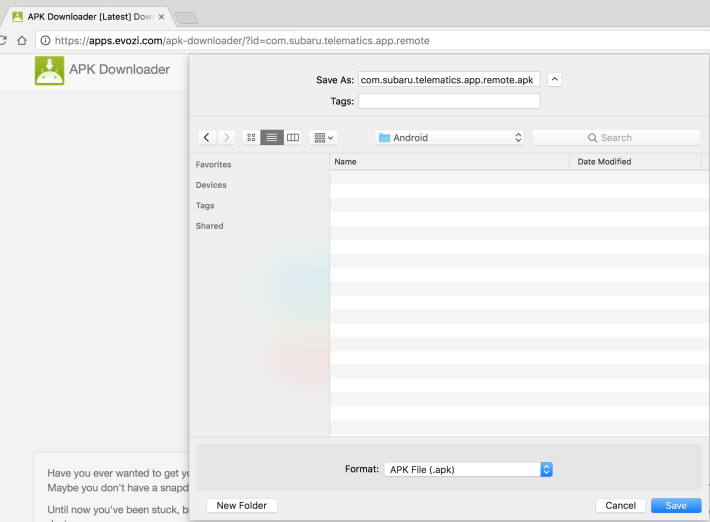 APK Downloader [Latest] Dow
https://apps.evozi.com/apk-downloader/?id=com.subaru.telematics.app.remote
APK Downloader
Save As: com.subaru.telematics.app.remote.apk
Tags:
Android
Search
Favorites
Devices
Tags
Shared
Name
Date Modified
Format: APK File (.apk)
Have you ever wanted to get
Maybe you don't have a snapd
Until now you've been stuck, b
New Folder
Cancel
Save